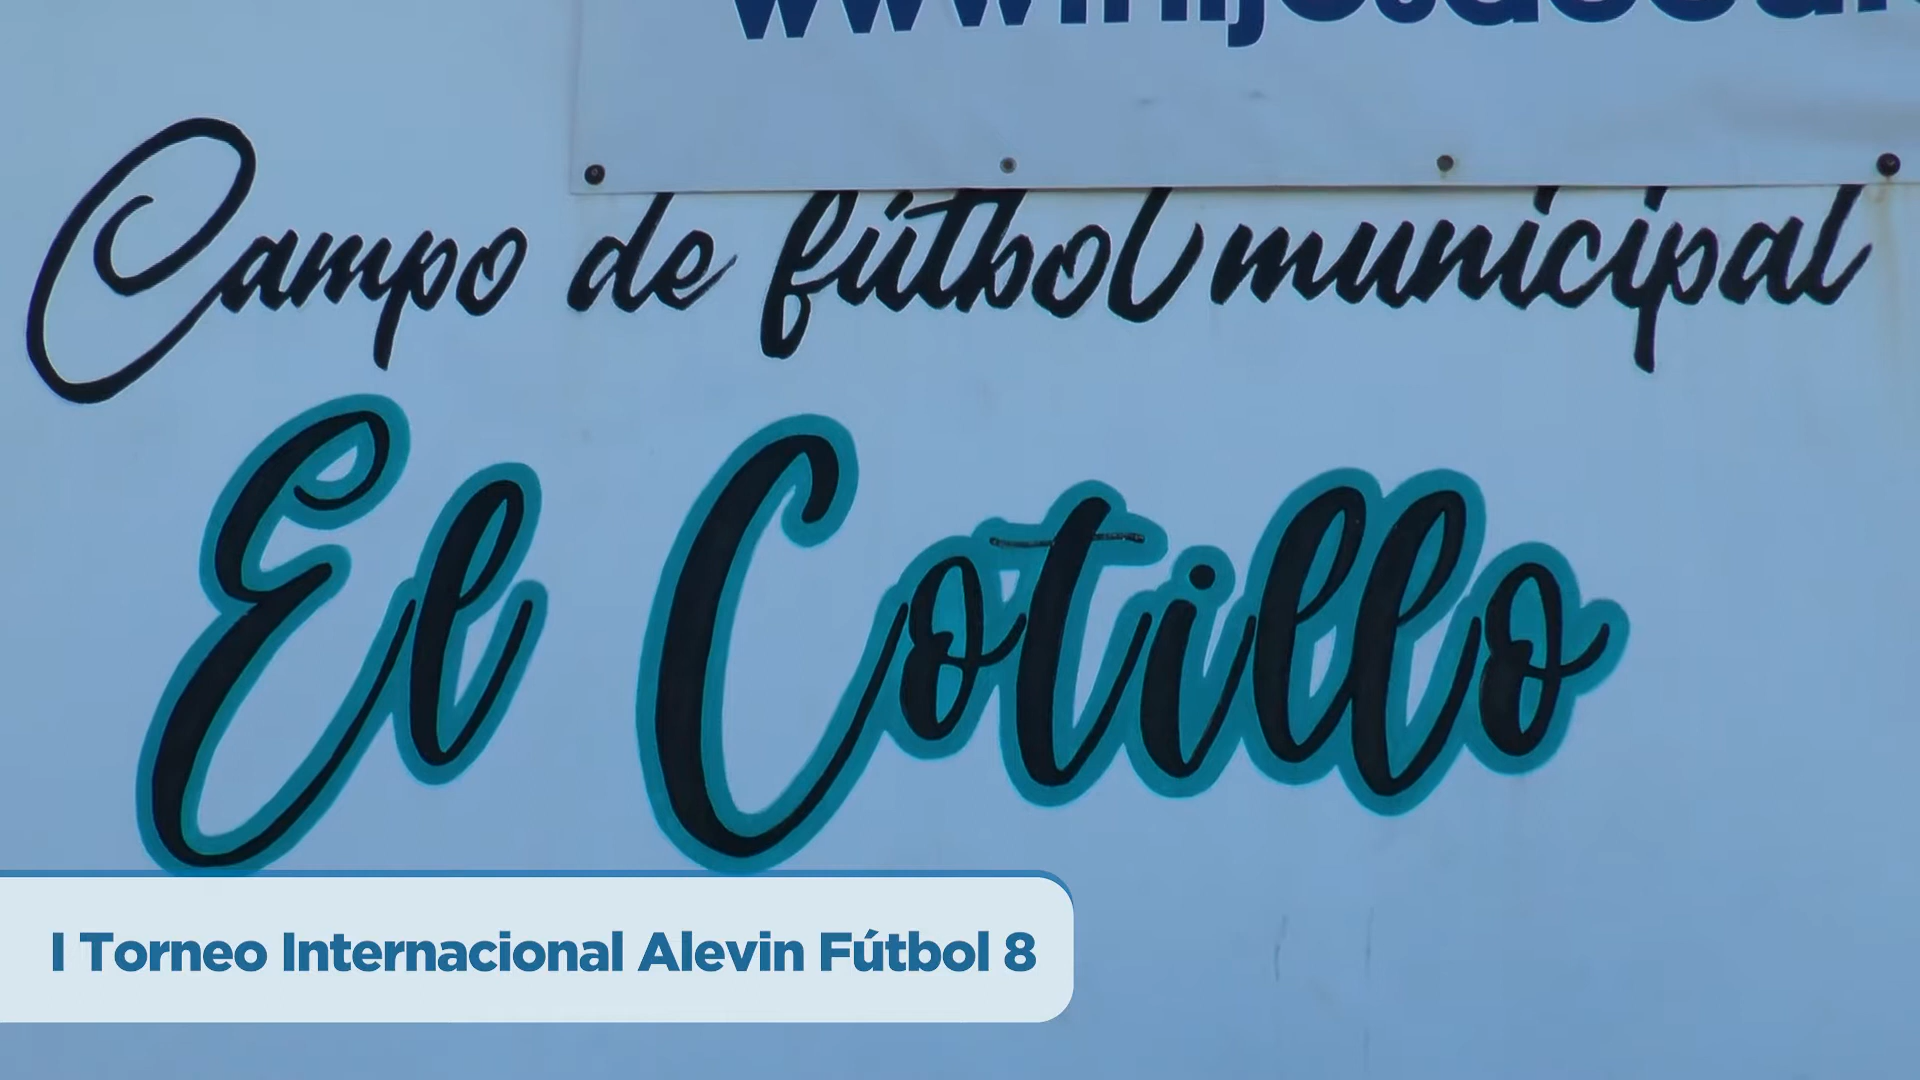 Campo de fútbol municipal
El Cotillo
I Torneo Internacional Alevin Fútbol 8